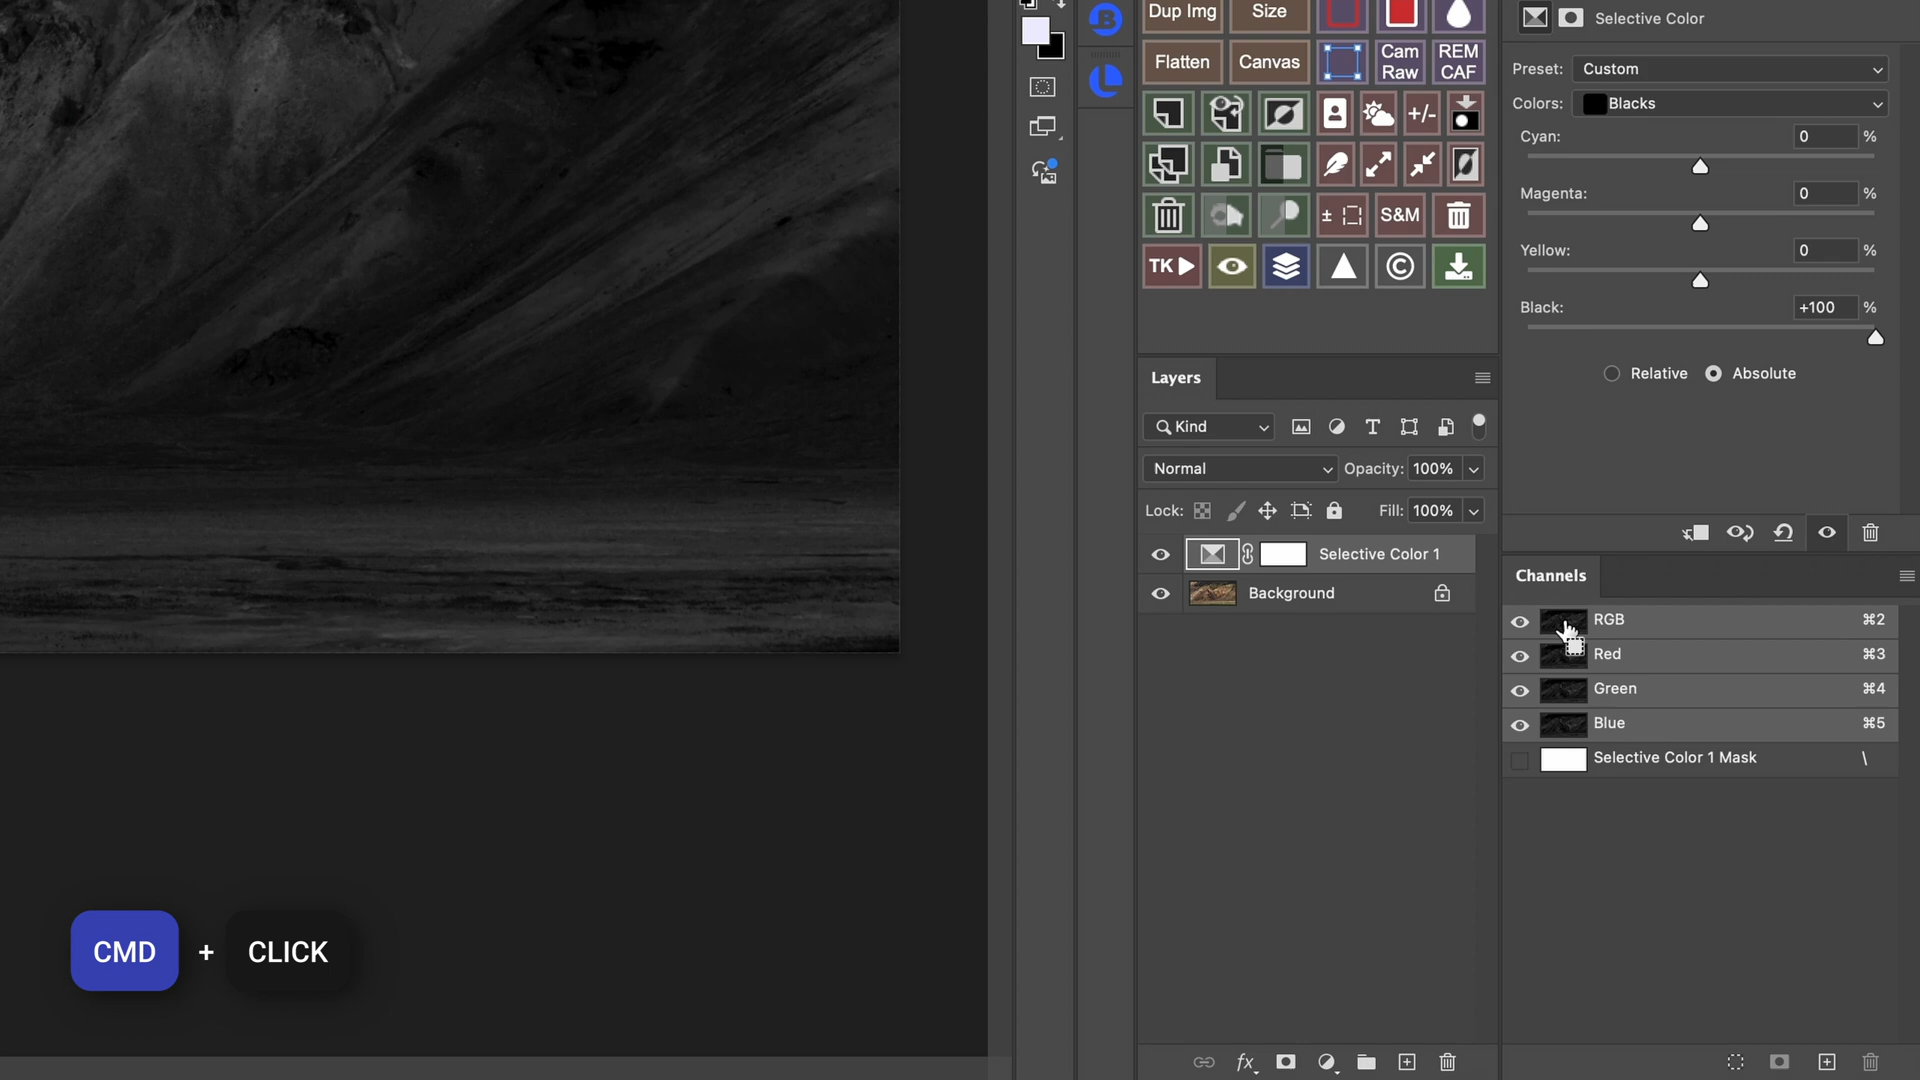 Dup Img
Size
Flatten
Canvas
Cam
Raw
REM
CAF
+/-
±
S&M
TK
Layers
Kind
Normal
Opacity: 100%
Lock:
Fill: 100%
Selective Color 1
Background
Selective Color
Preset: Custom
Colors: Blacks
Cyan: 0 %
Magenta: 0 %
Yellow: 0 %
Black: +100 %
Relative
Absolute
Channels
RGB ⌘2
Red ⌘3
Green ⌘4
Blue ⌘5
Selective Color 1 Mask \
CMD + CLICK
fx